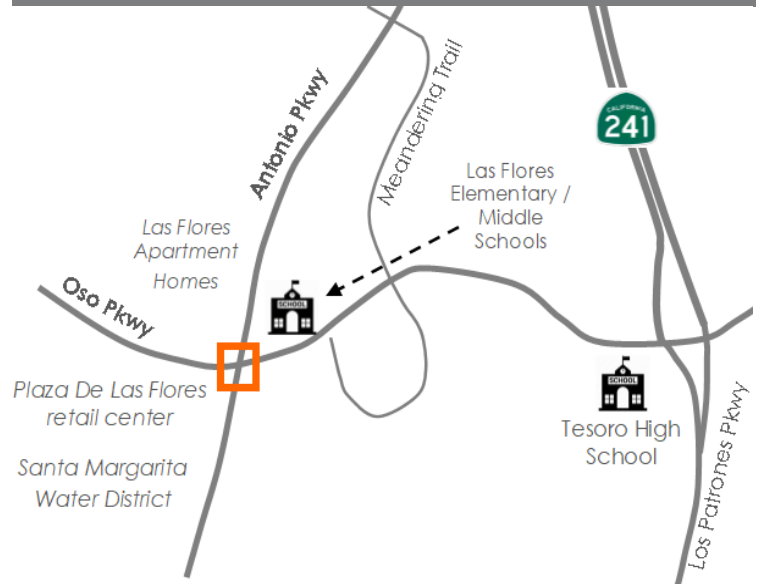 Antonio Pkwy
Meandering Trail
CALIFORNIA
241
Las Flores
Elementary /
Middle
Schools
Las Flores
Apartment
Homes
Oso Pkwy
SCHOOL
Plaza De Las Flores
retail center
SCHOOL
Tesoro High
School
Santa Margarita
Water District
Los Patrones Pkwy